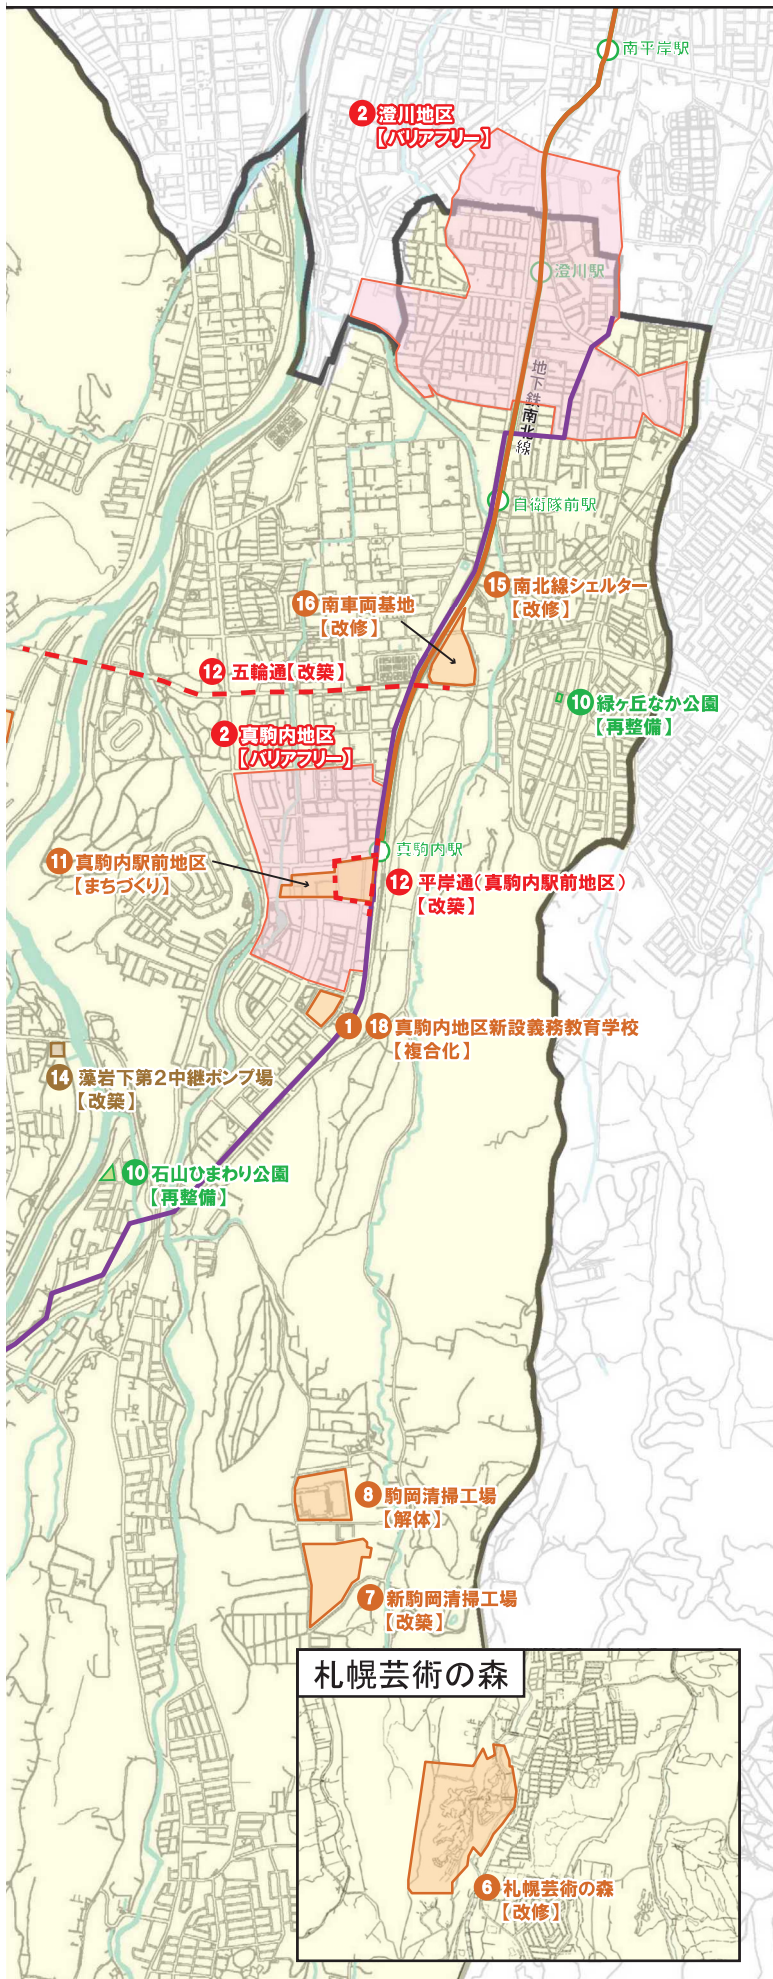 南平岸駅
2 澄川地区
【バリアフリー】
澄川駅
地下鉄南北線
自衛隊前駅
15 南北線シェルター
【改修】
16 南車両基地
【改修】
12 五輪通【改築】
10 緑ヶ丘なか公園
【再整備】
2 真駒内地区
【バリアフリー】
真駒内駅
11 真駒内駅前地区
【まちづくり】
12 平岸通(真駒内駅前地区)
【改築】
1 18 真駒内地区新設義務教育学校
【複合化】
14 藻岩下第2中継ポンプ場
【改築】
10 石山ひまわり公園
【再整備】
8 駒岡清掃工場
【解体】
7 新駒岡清掃工場
【改築】
札幌芸術の森
6 札幌芸術の森
【改修】